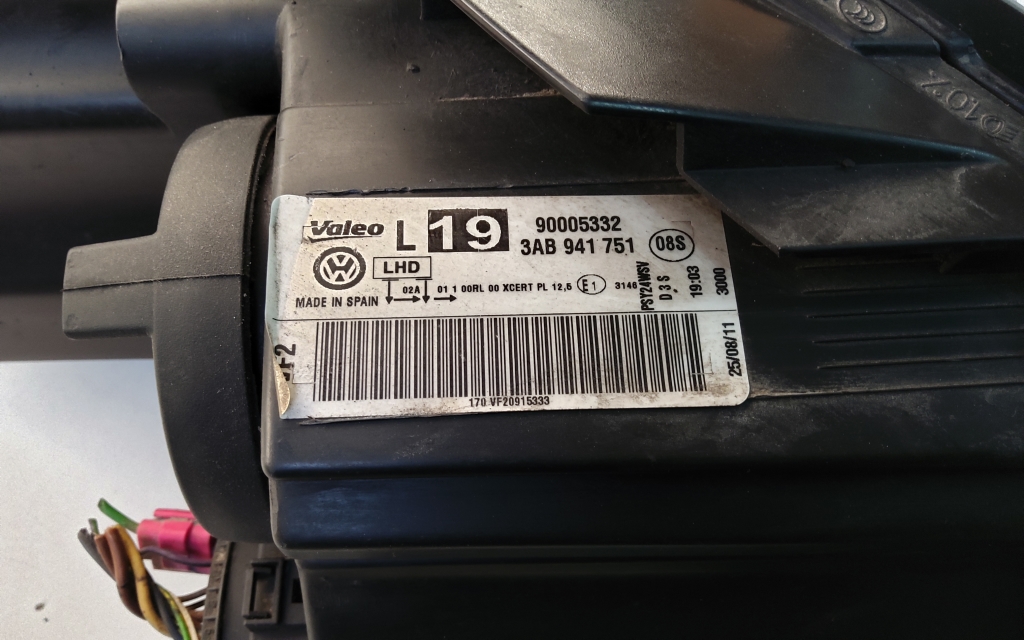 Valeo L 19 90005332
3AB 941 751 08S
LHD
02A 01 1 00RL 00 XCERT PL 12,5 E1 3146
MADE IN SPAIN
PSY24WSV
D3S
19:03
3000
25/08/11
170 VF20915333